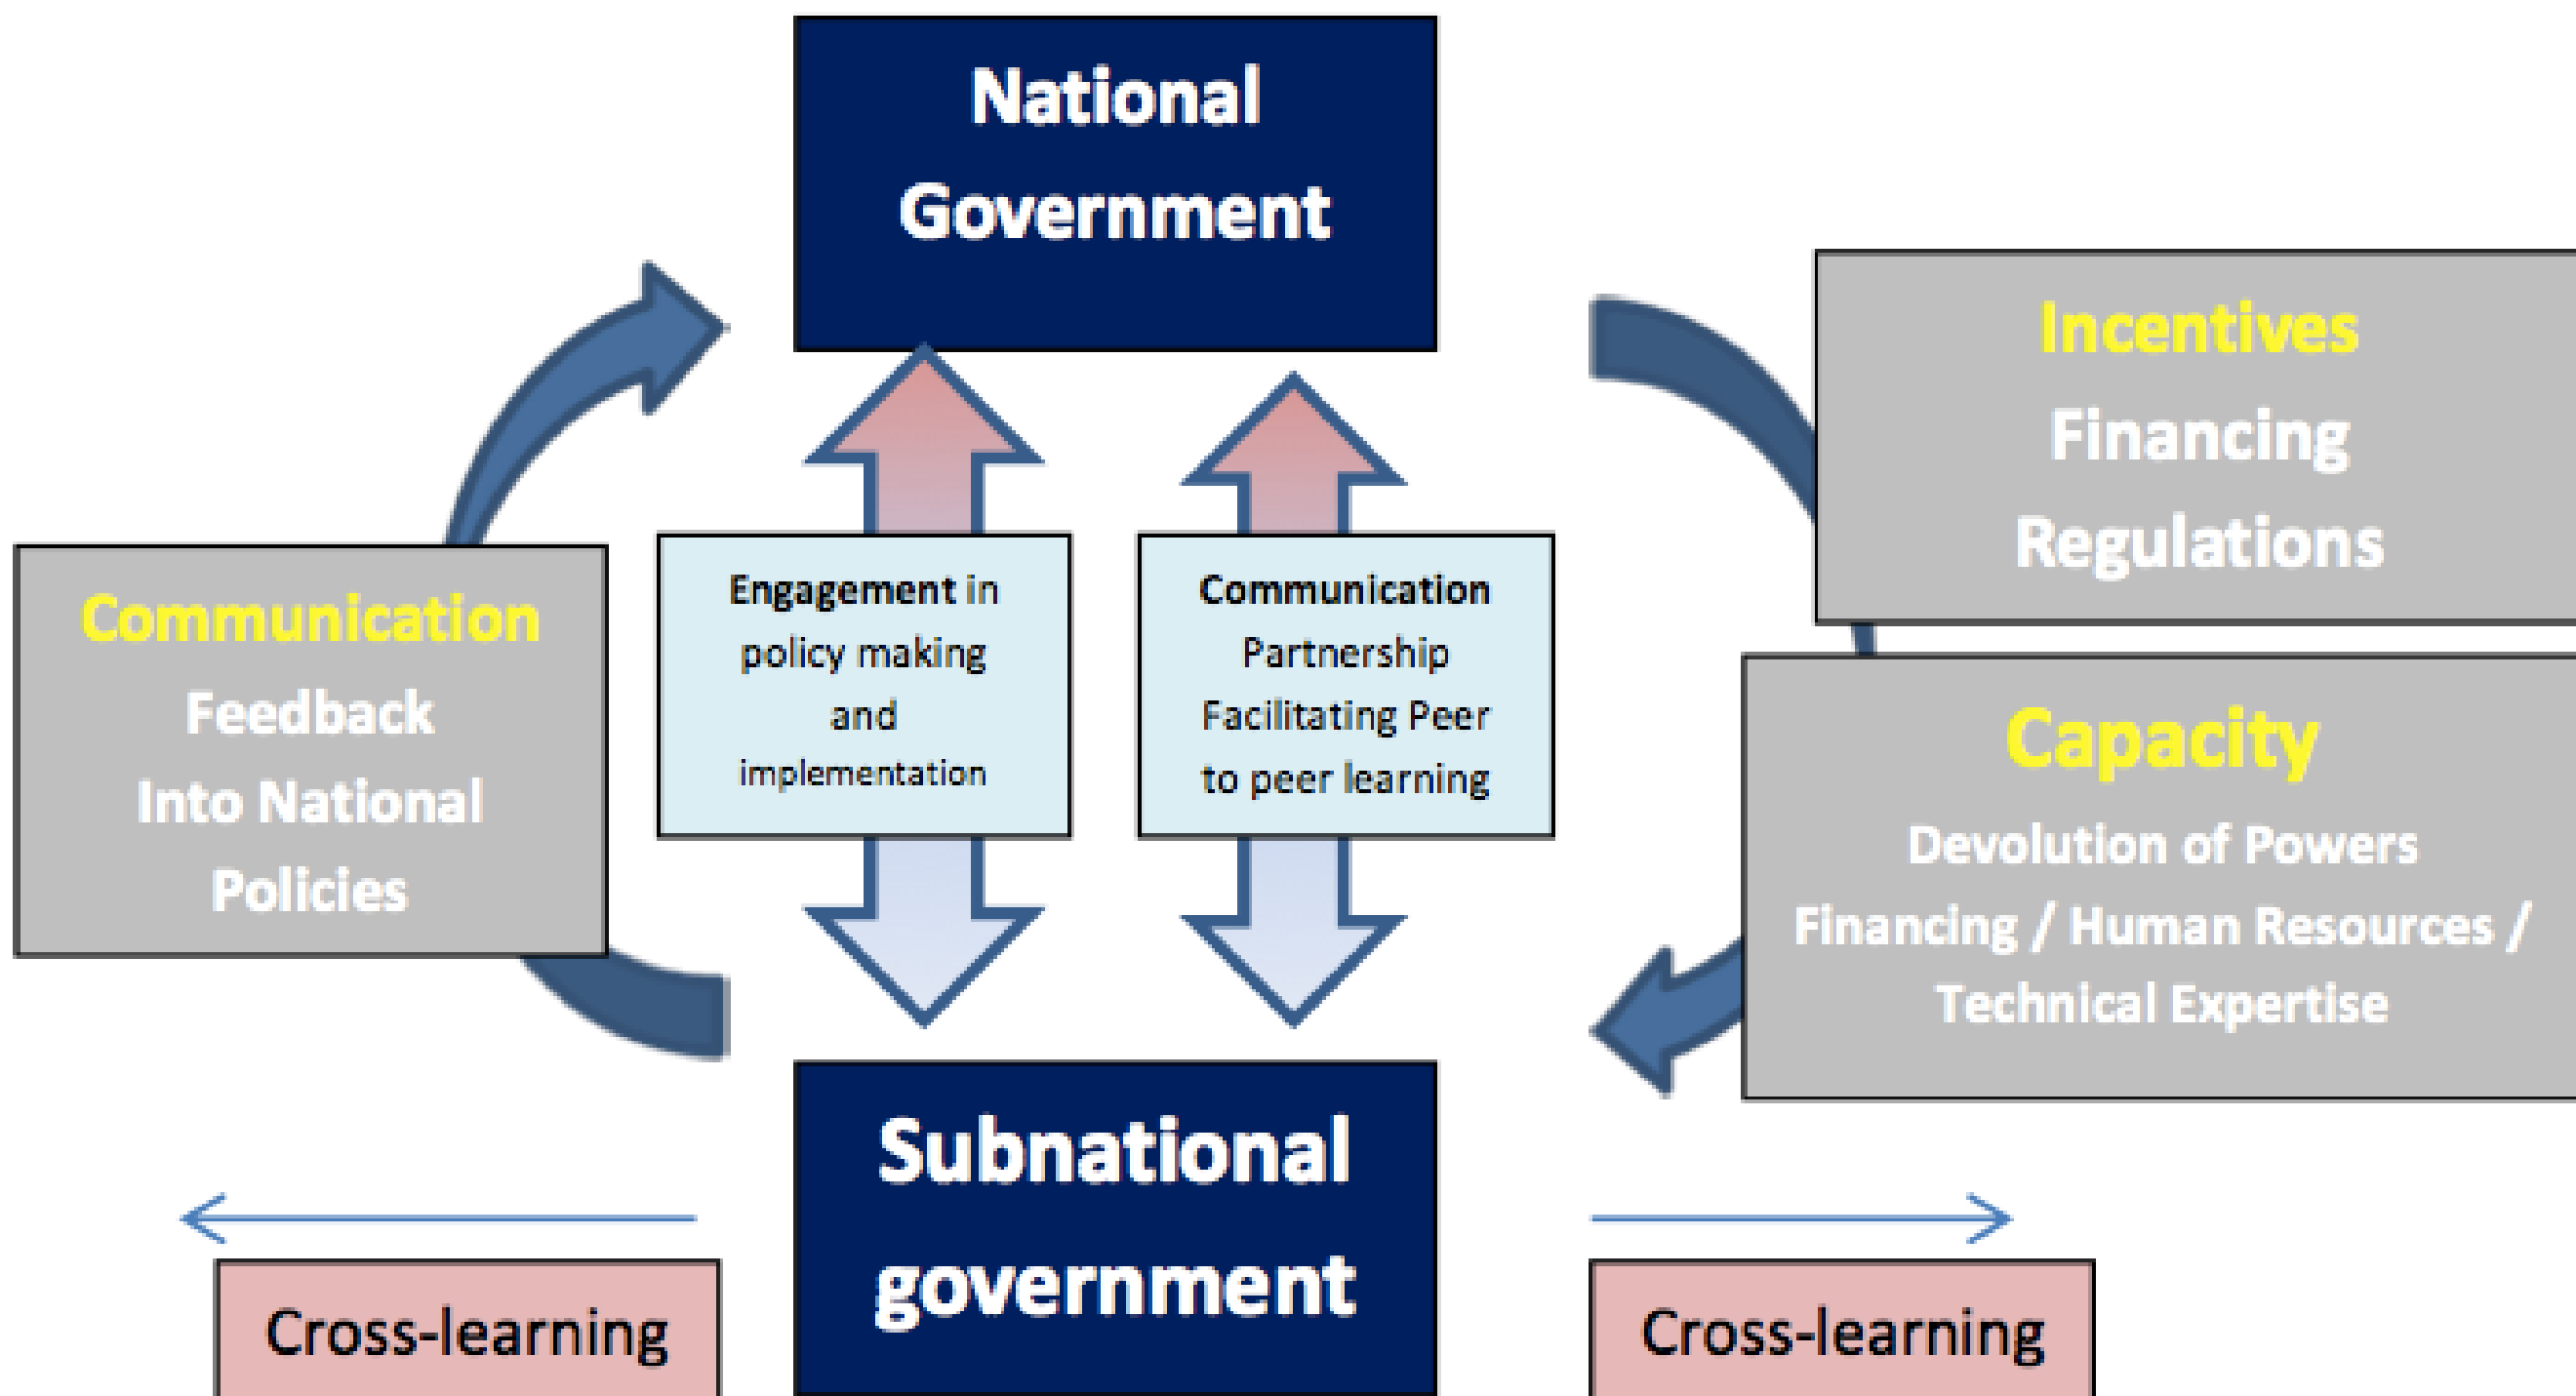 National
Government
Incentives
Financing
Regulations
Communication
Feedback
Into National
Policies
Engagement in
policy making
and
implementation
Communication
Partnership
Facilitating Peer
to peer learning
Capacity
Devolution of Powers
Financing / Human Resources /
Technical Expertise
Subnational
government
Cross-learning
Cross-learning